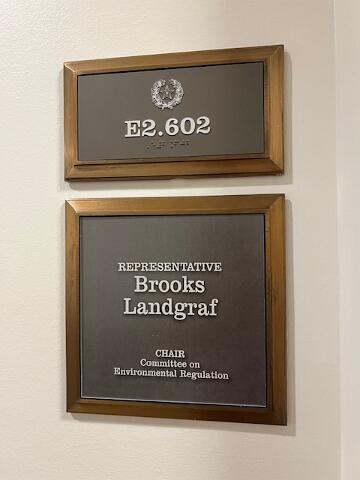 E2.602
REPRESENTATIVE
Brooks
Landgraf
CHAIR
Committee on
Environmental Regulation